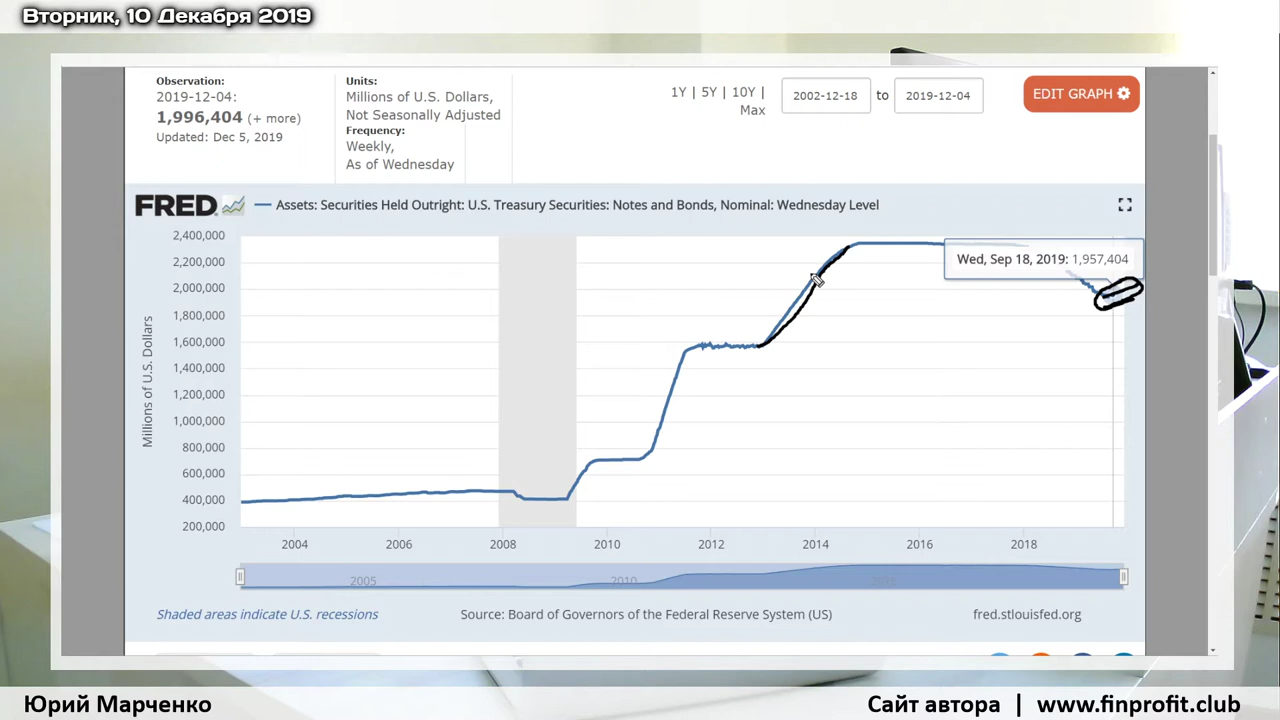 Вторник, 10 Декабря 2019
Observation:
2019-12-04:
1,996,404 (+ more)
Updated: Dec 5, 2019
Units:
Millions of U.S. Dollars,
Not Seasonally Adjusted
Frequency:
Weekly,
As of Wednesday
1Y | 5Y | 10Y |
Max
2002-12-18 to 2019-12-04
EDIT GRAPH
FRED
Assets: Securities Held Outright: U.S. Treasury Securities: Notes and Bonds, Nominal: Wednesday Level
Wed, Sep 18, 2019: 1,957,404
Millions of U.S. Dollars
2,400,000
2,200,000
2,000,000
1,800,000
1,600,000
1,400,000
1,200,000
1,000,000
800,000
600,000
400,000
200,000
2004 2006 2008 2010 2012 2014 2016 2018
2005 2010
Shaded areas indicate U.S. recessions
Source: Board of Governors of the Federal Reserve System (US)
fred.stlouisfed.org
Юрий Марченко
Сайт автора | www.finprofit.club